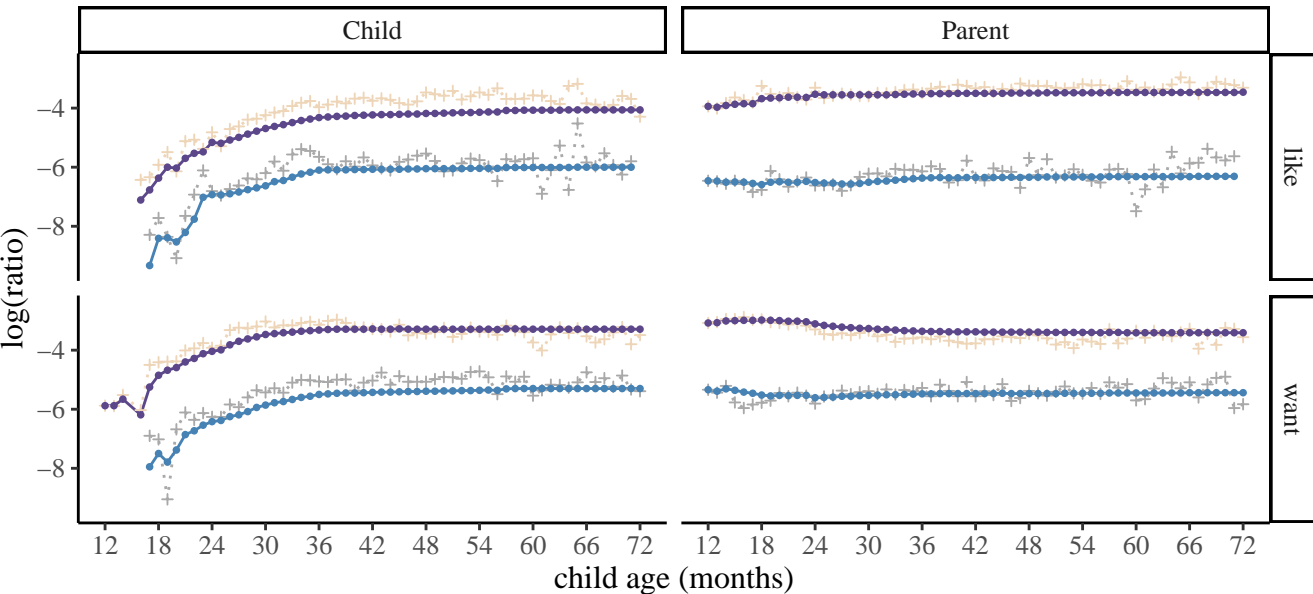 Child Parent
−4
−6
−8
like
−4
−6
−8
want
log(ratio)
12 18 24 30 36 42 48 54 60 66 72 12 18 24 30 36 42 48 54 60 66 72
child age (months)